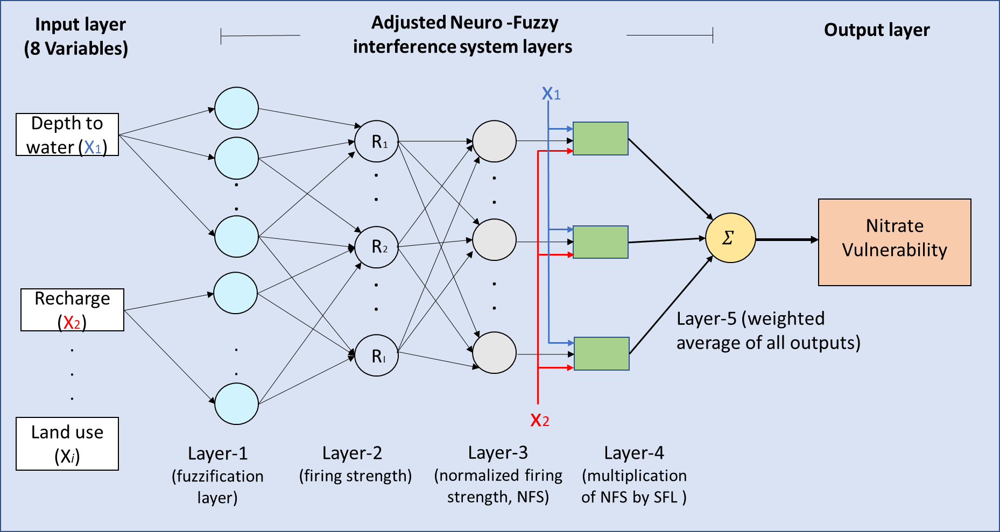 Input layer
(8 Variables)
Adjusted Neuro -Fuzzy
interference system layers
Output layer
Depth to
water (X1)
Recharge
(X2)
Land use
(Xi)
R1
R2
RI
X1
X2
Σ
Nitrate
Vulnerability
Layer-5 (weighted
average of all outputs)
Layer-1
(fuzzification
layer)
Layer-2
(firing strength)
Layer-3
(normalized firing
strength, NFS)
Layer-4
(multiplication
of NFS by SFL )